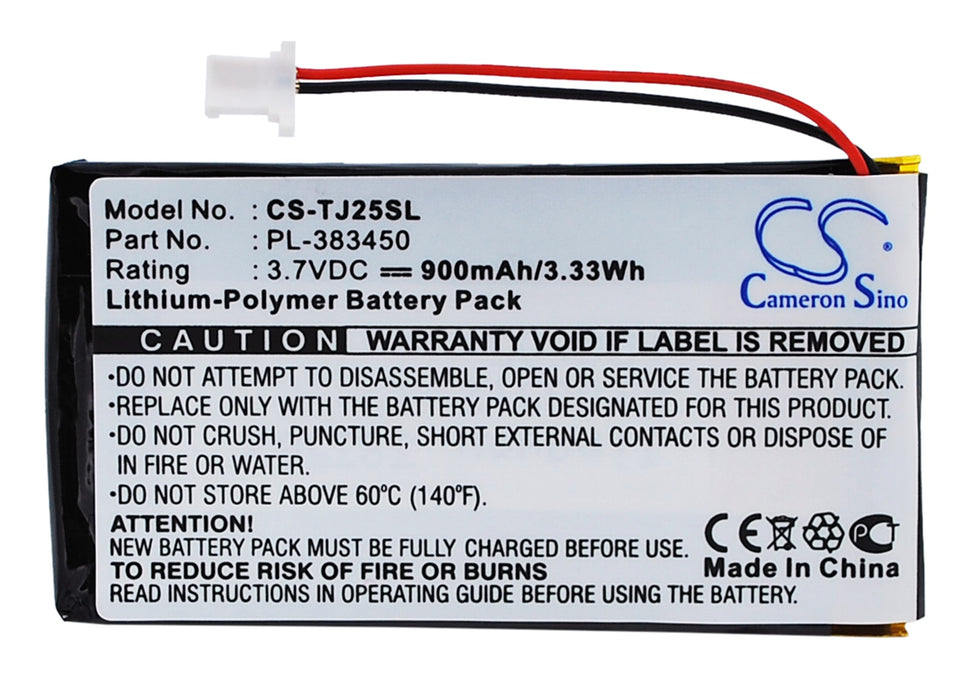 Model No. : CS-TJ25SL
Part No. : PL-383450
Rating : 3.7VDC ⎓ 900mAh/3.33Wh
Lithium-Polymer Battery Pack
CS®
Cameron Sino
CAUTION WARRANTY VOID IF LABEL IS REMOVED
·DO NOT ATTEMPT TO DISASSEMBLE, OPEN OR SERVICE THE BATTERY PACK.
·REPLACE ONLY WITH THE BATTERY PACK DESIGNATED FOR THIS PRODUCT.
·DO NOT CRUSH, PUNCTURE, SHORT EXTERNAL CONTACTS OR DISPOSE OF
IN FIRE OR WATER.
·DO NOT STORE ABOVE 60°C (140°F).
ATTENTION!
NEW BATTERY PACK MUST BE FULLY CHARGED BEFORE USE.
TO REDUCE RISK OF FIRE OR BURNS
READ INSTRUCTIONS IN OPERATING GUIDE BEFORE USING THE BATTERY.
CE PCT
Made In China